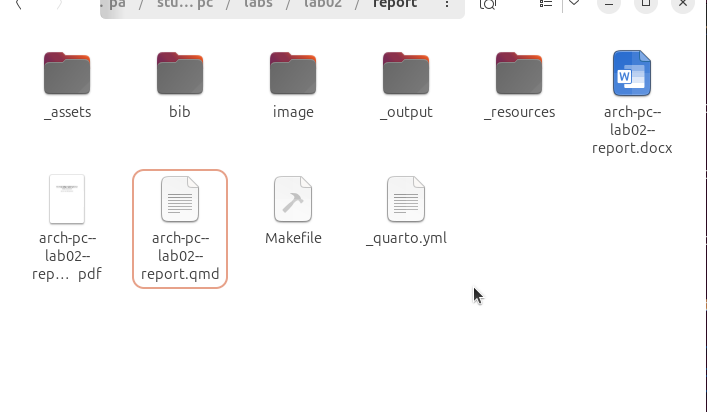 . pa / stu… pc / labs / lab02 / report
_assets
bib
image
_output
_resources
W
arch-pc--
lab02--
report.docx
arch-pc--
lab02--
rep… pdf
arch-pc--
lab02--
report.qmd
Makefile
_quarto.yml